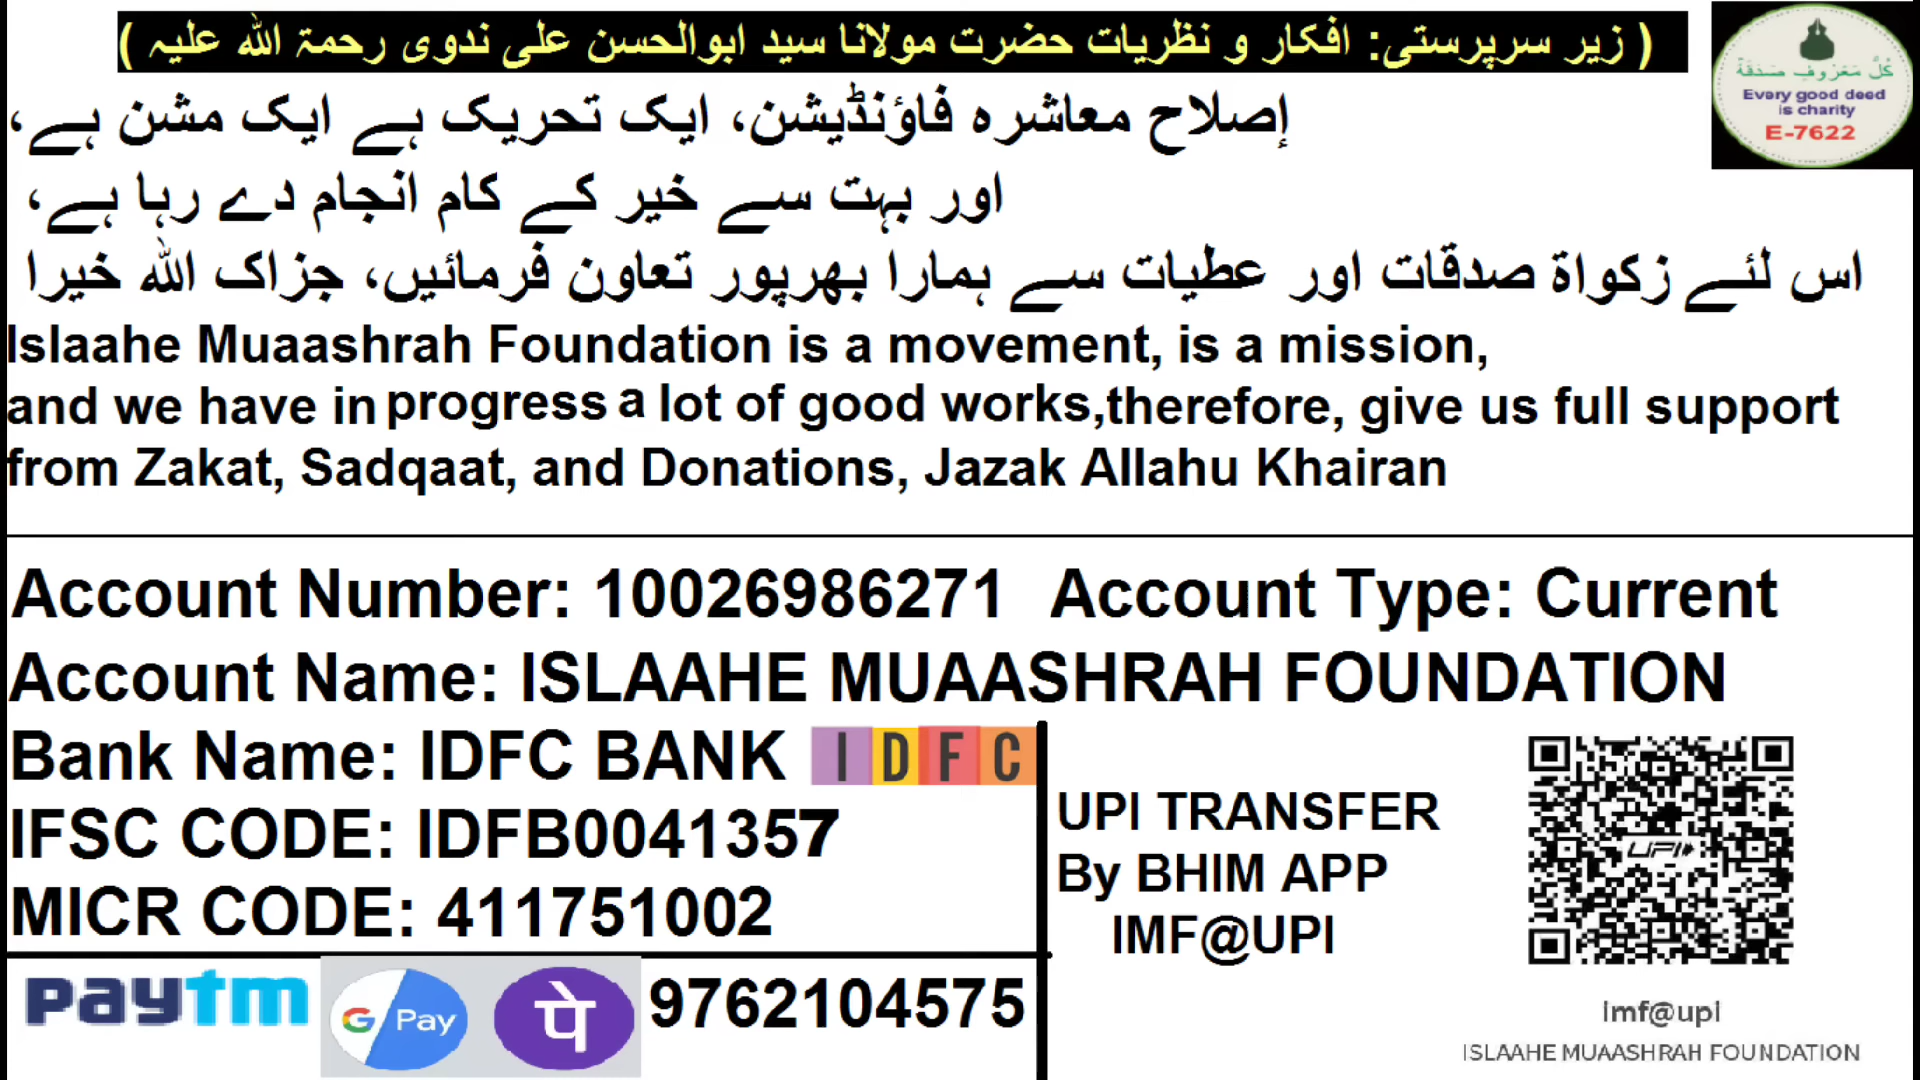 ( زیر سرپرستی: افکار و نظریات حضرت مولانا سید ابوالحسن علی ندوی رحمۃ اللہ علیہ )
كُلُّ مَعْرُوفٍ صَدَقَةٌ
Every good deed
is charity
E-7622
إصلاح معاشرہ فاؤنڈیشن، ایک تحریک ہے ایک مشن ہے،
اور بہت سے خیر کے کام انجام دے رہا ہے،
اس لئے زکواة صدقات اور عطیات سے ہمارا بھرپور تعاون فرمائیں، جزاک اللہ خیرا
Islaahe Muaashrah Foundation is a movement, is a mission,
and we have in progress a lot of good works,therefore, give us full support
from Zakat, Sadqaat, and Donations, Jazak Allahu Khairan
Account Number: 10026986271 Account Type: Current
Account Name: ISLAAHE MUAASHRAH FOUNDATION
Bank Name: IDFC BANK IDFC
IFSC CODE: IDFB0041357
MICR CODE: 411751002
UPI TRANSFER
By BHIM APP
IMF@UPI
UPI
imf@upi
ISLAAHE MUAASHRAH FOUNDATION
paytm G Pay पे 9762104575